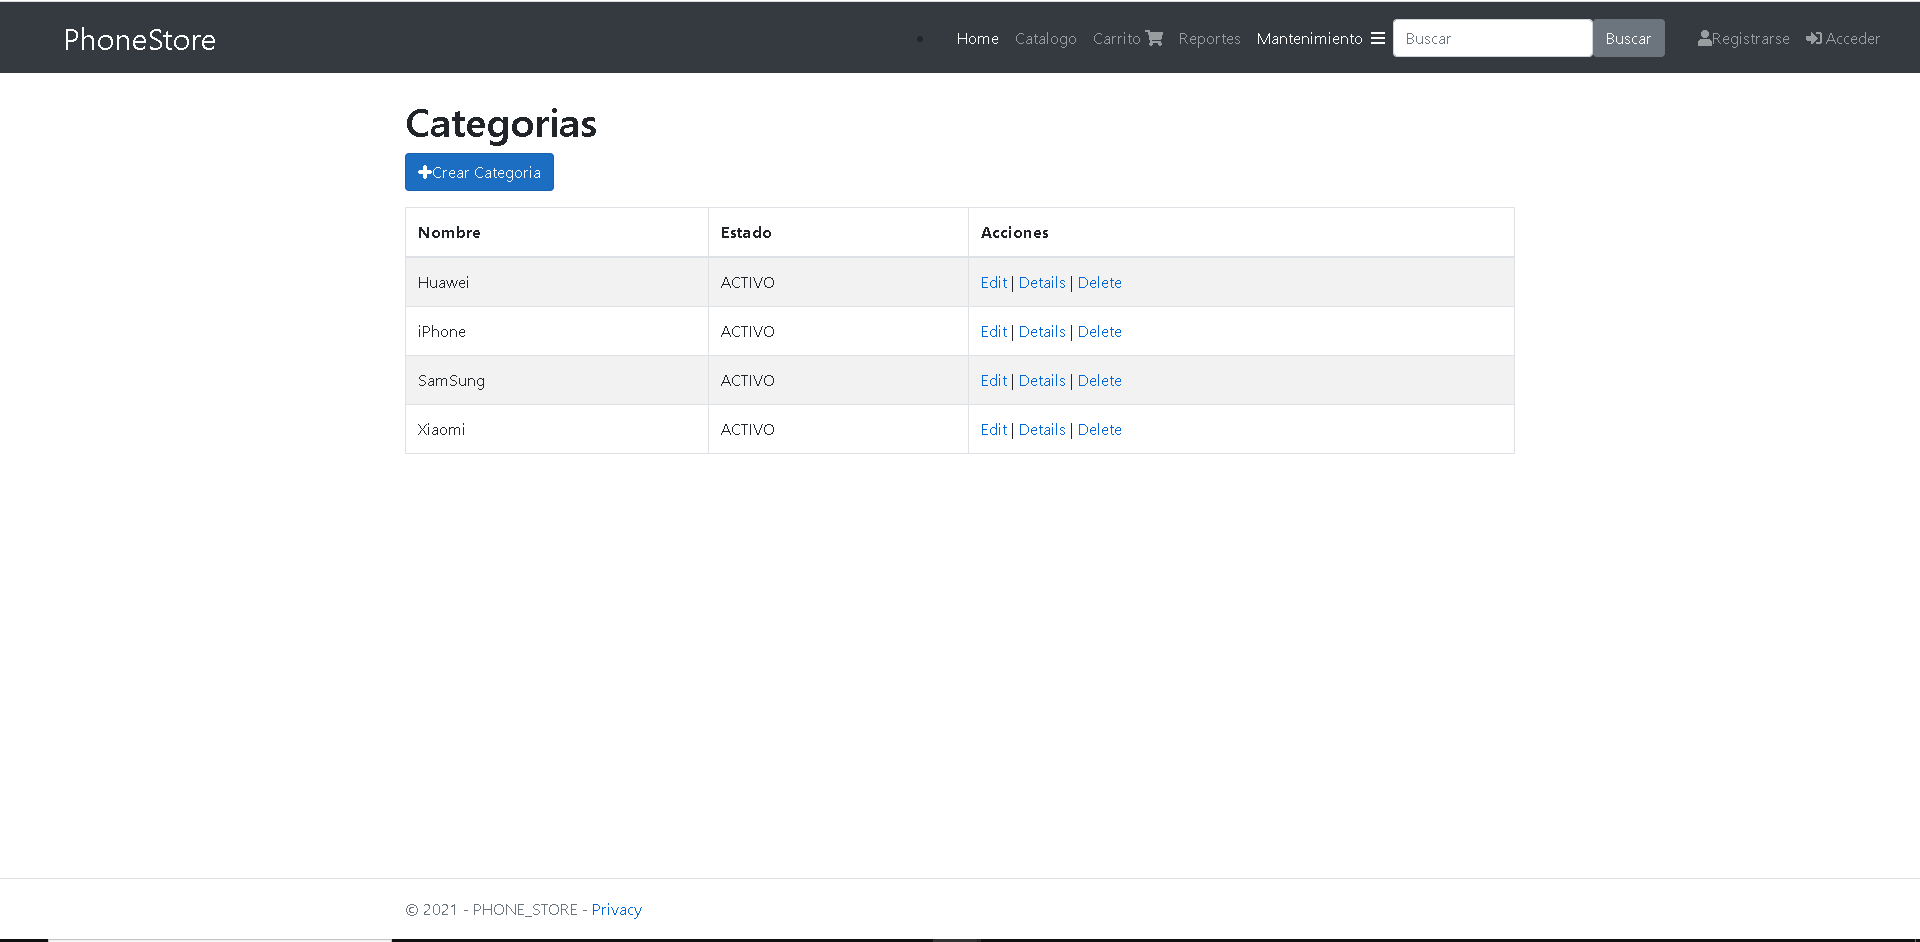 PhoneStore Home Catalogo Carrito Reportes Mantenimiento Buscar Buscar Registrarse Acceder
Categorias
Crear Categoria
Nombre Estado Acciones
Huawei ACTIVO Edit | Details | Delete
iPhone ACTIVO Edit | Details | Delete
SamSung ACTIVO Edit | Details | Delete
Xiaomi ACTIVO Edit | Details | Delete
© 2021 - PHONE_STORE - Privacy